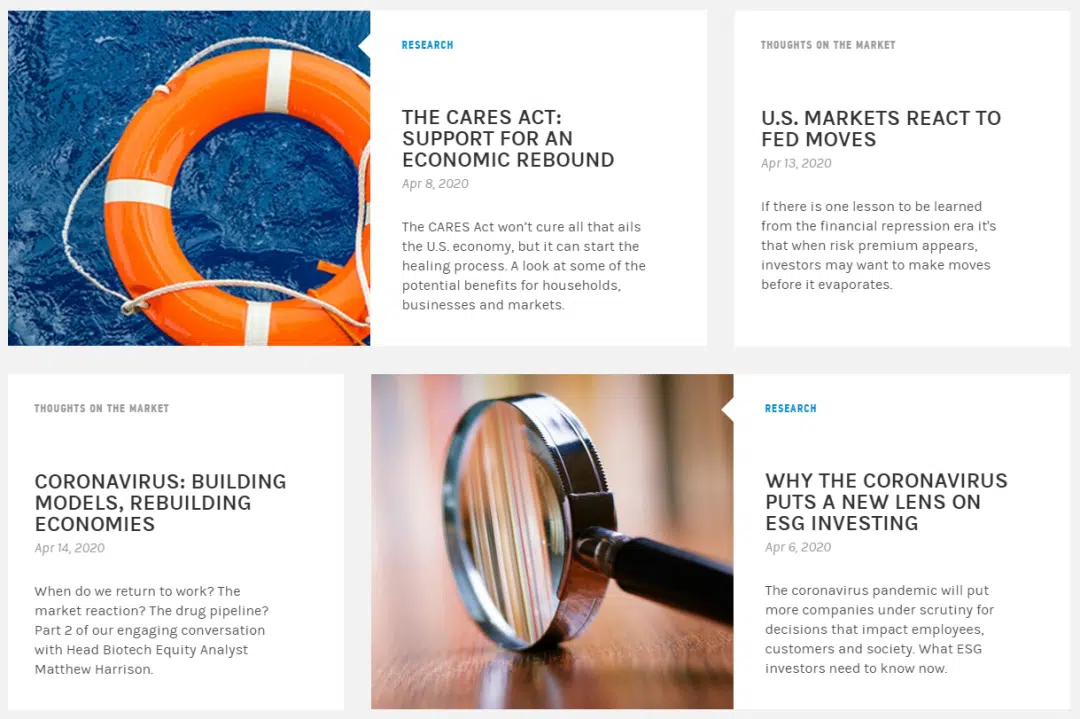 RESEARCH
THE CARES ACT:
SUPPORT FOR AN
ECONOMIC REBOUND
Apr 8, 2020
The CARES Act won't cure all that ails
the U.S. economy, but it can start the
healing process. A look at some of the
potential benefits for households,
businesses and markets.
THOUGHTS ON THE MARKET
U.S. MARKETS REACT TO
FED MOVES
Apr 13, 2020
If there is one lesson to be learned
from the financial repression era it's
that when risk premium appears,
investors may want to make moves
before it evaporates.
THOUGHTS ON THE MARKET
CORONAVIRUS: BUILDING
MODELS, REBUILDING
ECONOMIES
Apr 14, 2020
When do we return to work? The
market reaction? The drug pipeline?
Part 2 of our engaging conversation
with Head Biotech Equity Analyst
Matthew Harrison.
RESEARCH
WHY THE CORONAVIRUS
PUTS A NEW LENS ON
ESG INVESTING
Apr 6, 2020
The coronavirus pandemic will put
more companies under scrutiny for
decisions that impact employees,
customers and society. What ESG
investors need to know now.